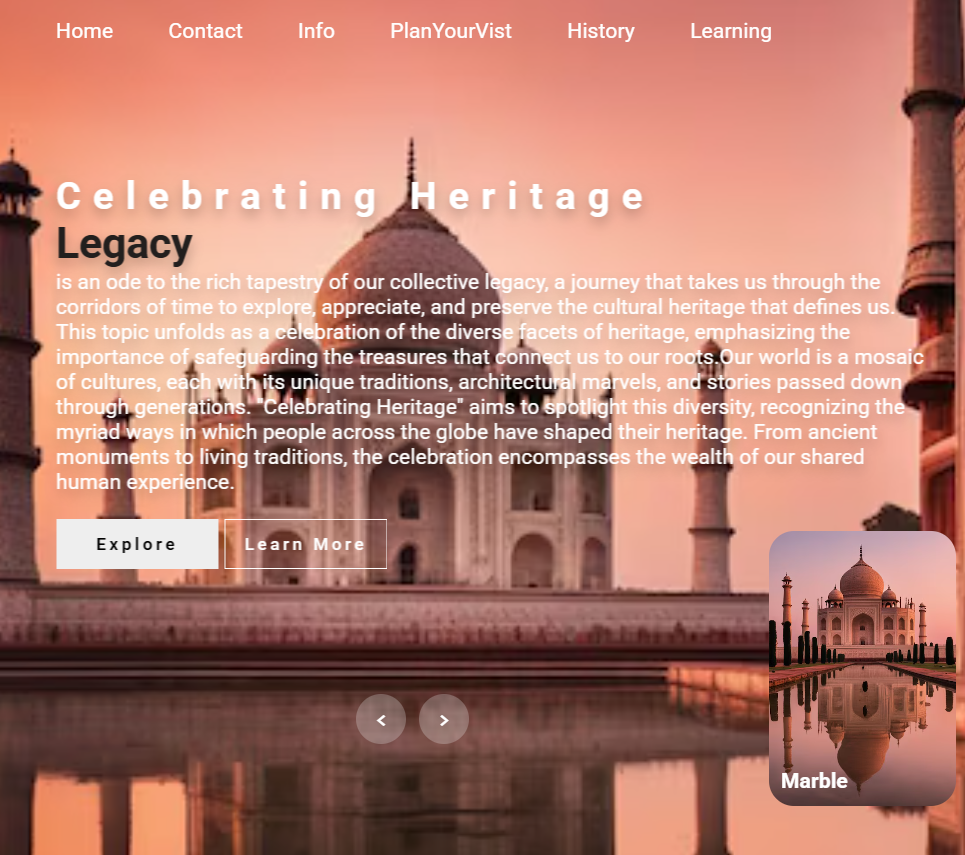 Home Contact Info PlanYourVist History Learning
Celebrating Heritage
Legacy
is an ode to the rich tapestry of our collective legacy, a journey that takes us through the
corridors of time to explore, appreciate, and preserve the cultural heritage that defines us.
This topic unfolds as a celebration of the diverse facets of heritage, emphasizing the
importance of safeguarding the treasures that connect us to our roots.Our world is a mosaic
of cultures, each with its unique traditions, architectural marvels, and stories passed down
through generations. "Celebrating Heritage" aims to spotlight this diversity, recognizing the
myriad ways in which people across the globe have shaped their heritage. From ancient
monuments to living traditions, the celebration encompasses the wealth of our shared
human experience.
Explore Learn More
< >
Marble